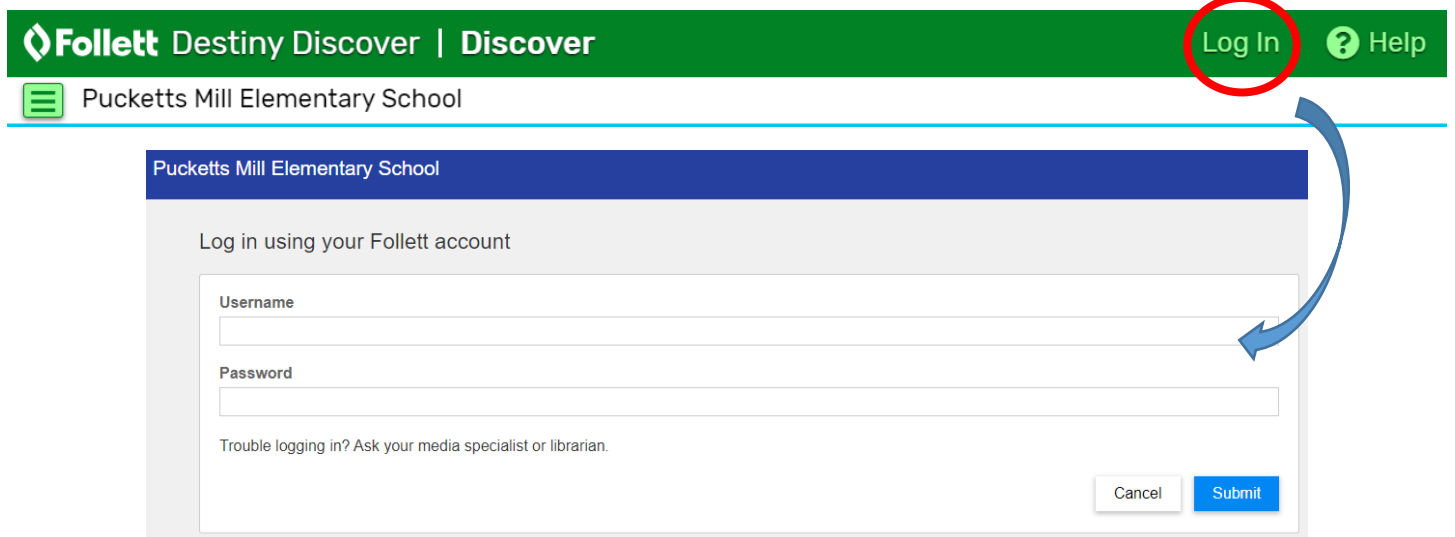 Follett Destiny Discover | Discover Log In ? Help
Pucketts Mill Elementary School
Pucketts Mill Elementary School
Log in using your Follett account
Username
Password
Trouble logging in? Ask your media specialist or librarian.
Cancel Submit